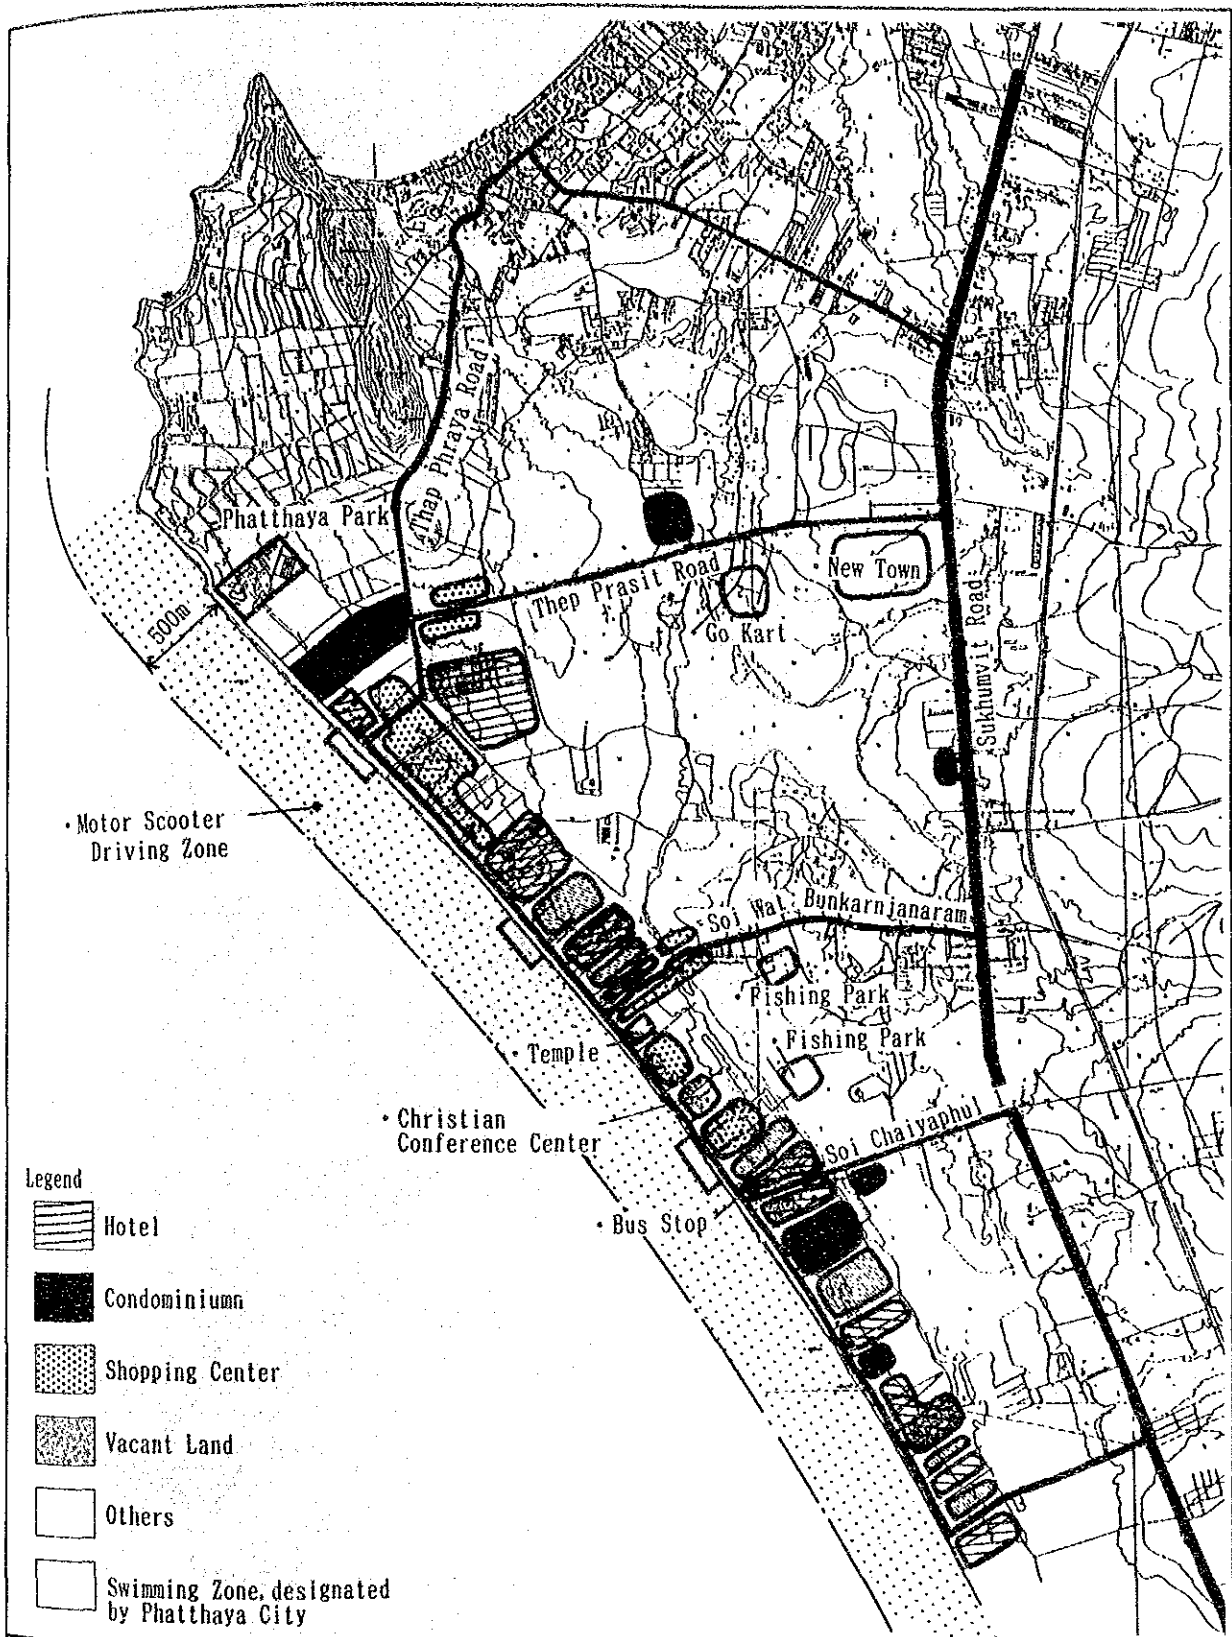 Phatthaya Park
Thap Phraya Road
Thep Prasit Road
New Town
Go Kart
500m
Sukhumvit Road
• Motor Scooter
Driving Zone
• Soi Wat Bunkarnjanaram
• Fishing Park
• Fishing Park
• Temple
• Christian
Conference Center
Soi Chaiyaphul
• Bus Stop
Legend
Hotel
Condominiumn
Shopping Center
Vacant Land
Others
Swimming Zone, designated
by Phatthaya City